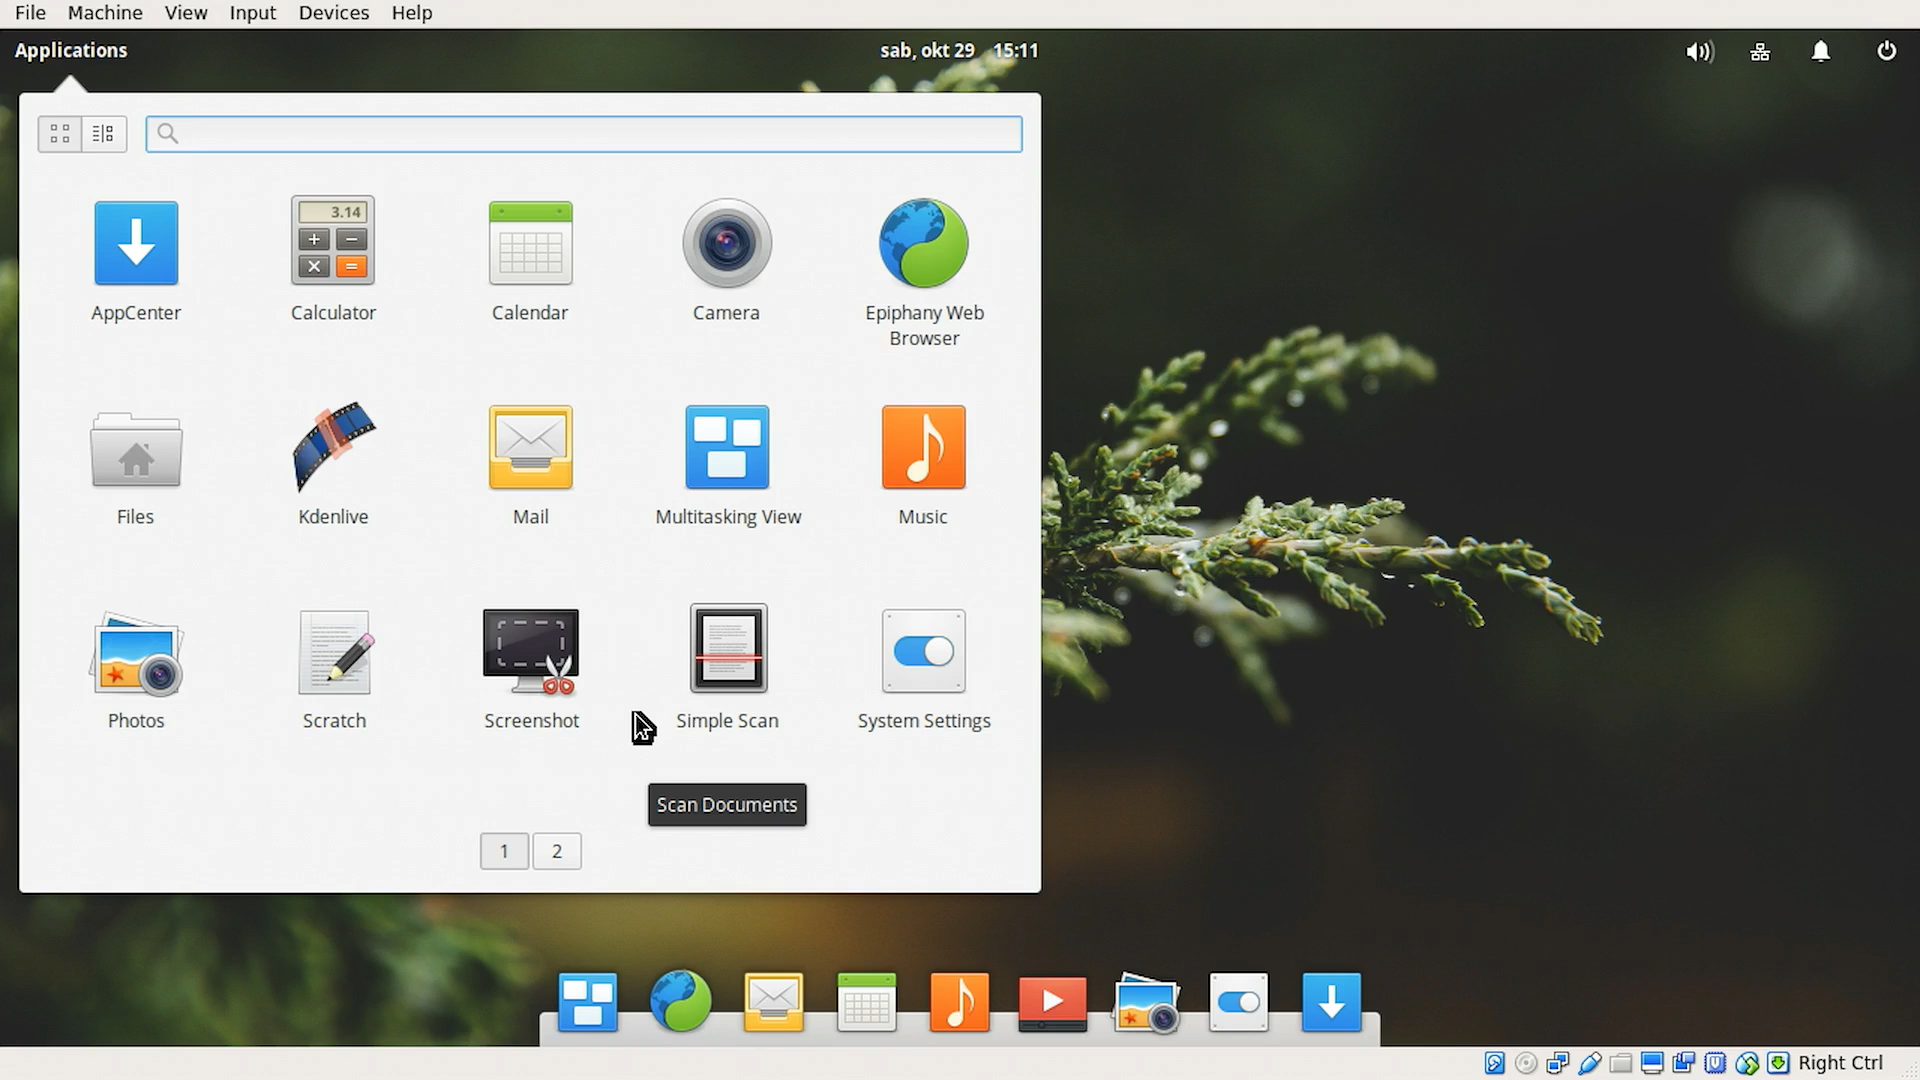 File Machine View Input Devices Help
Applications sab, okt 29 15:11
3.14
AppCenter Calculator Calendar Camera Epiphany Web
Browser
Files Kdenlive Mail Multitasking View Music
Photos Scratch Screenshot Simple Scan System Settings
Scan Documents
1 2
Right Ctrl